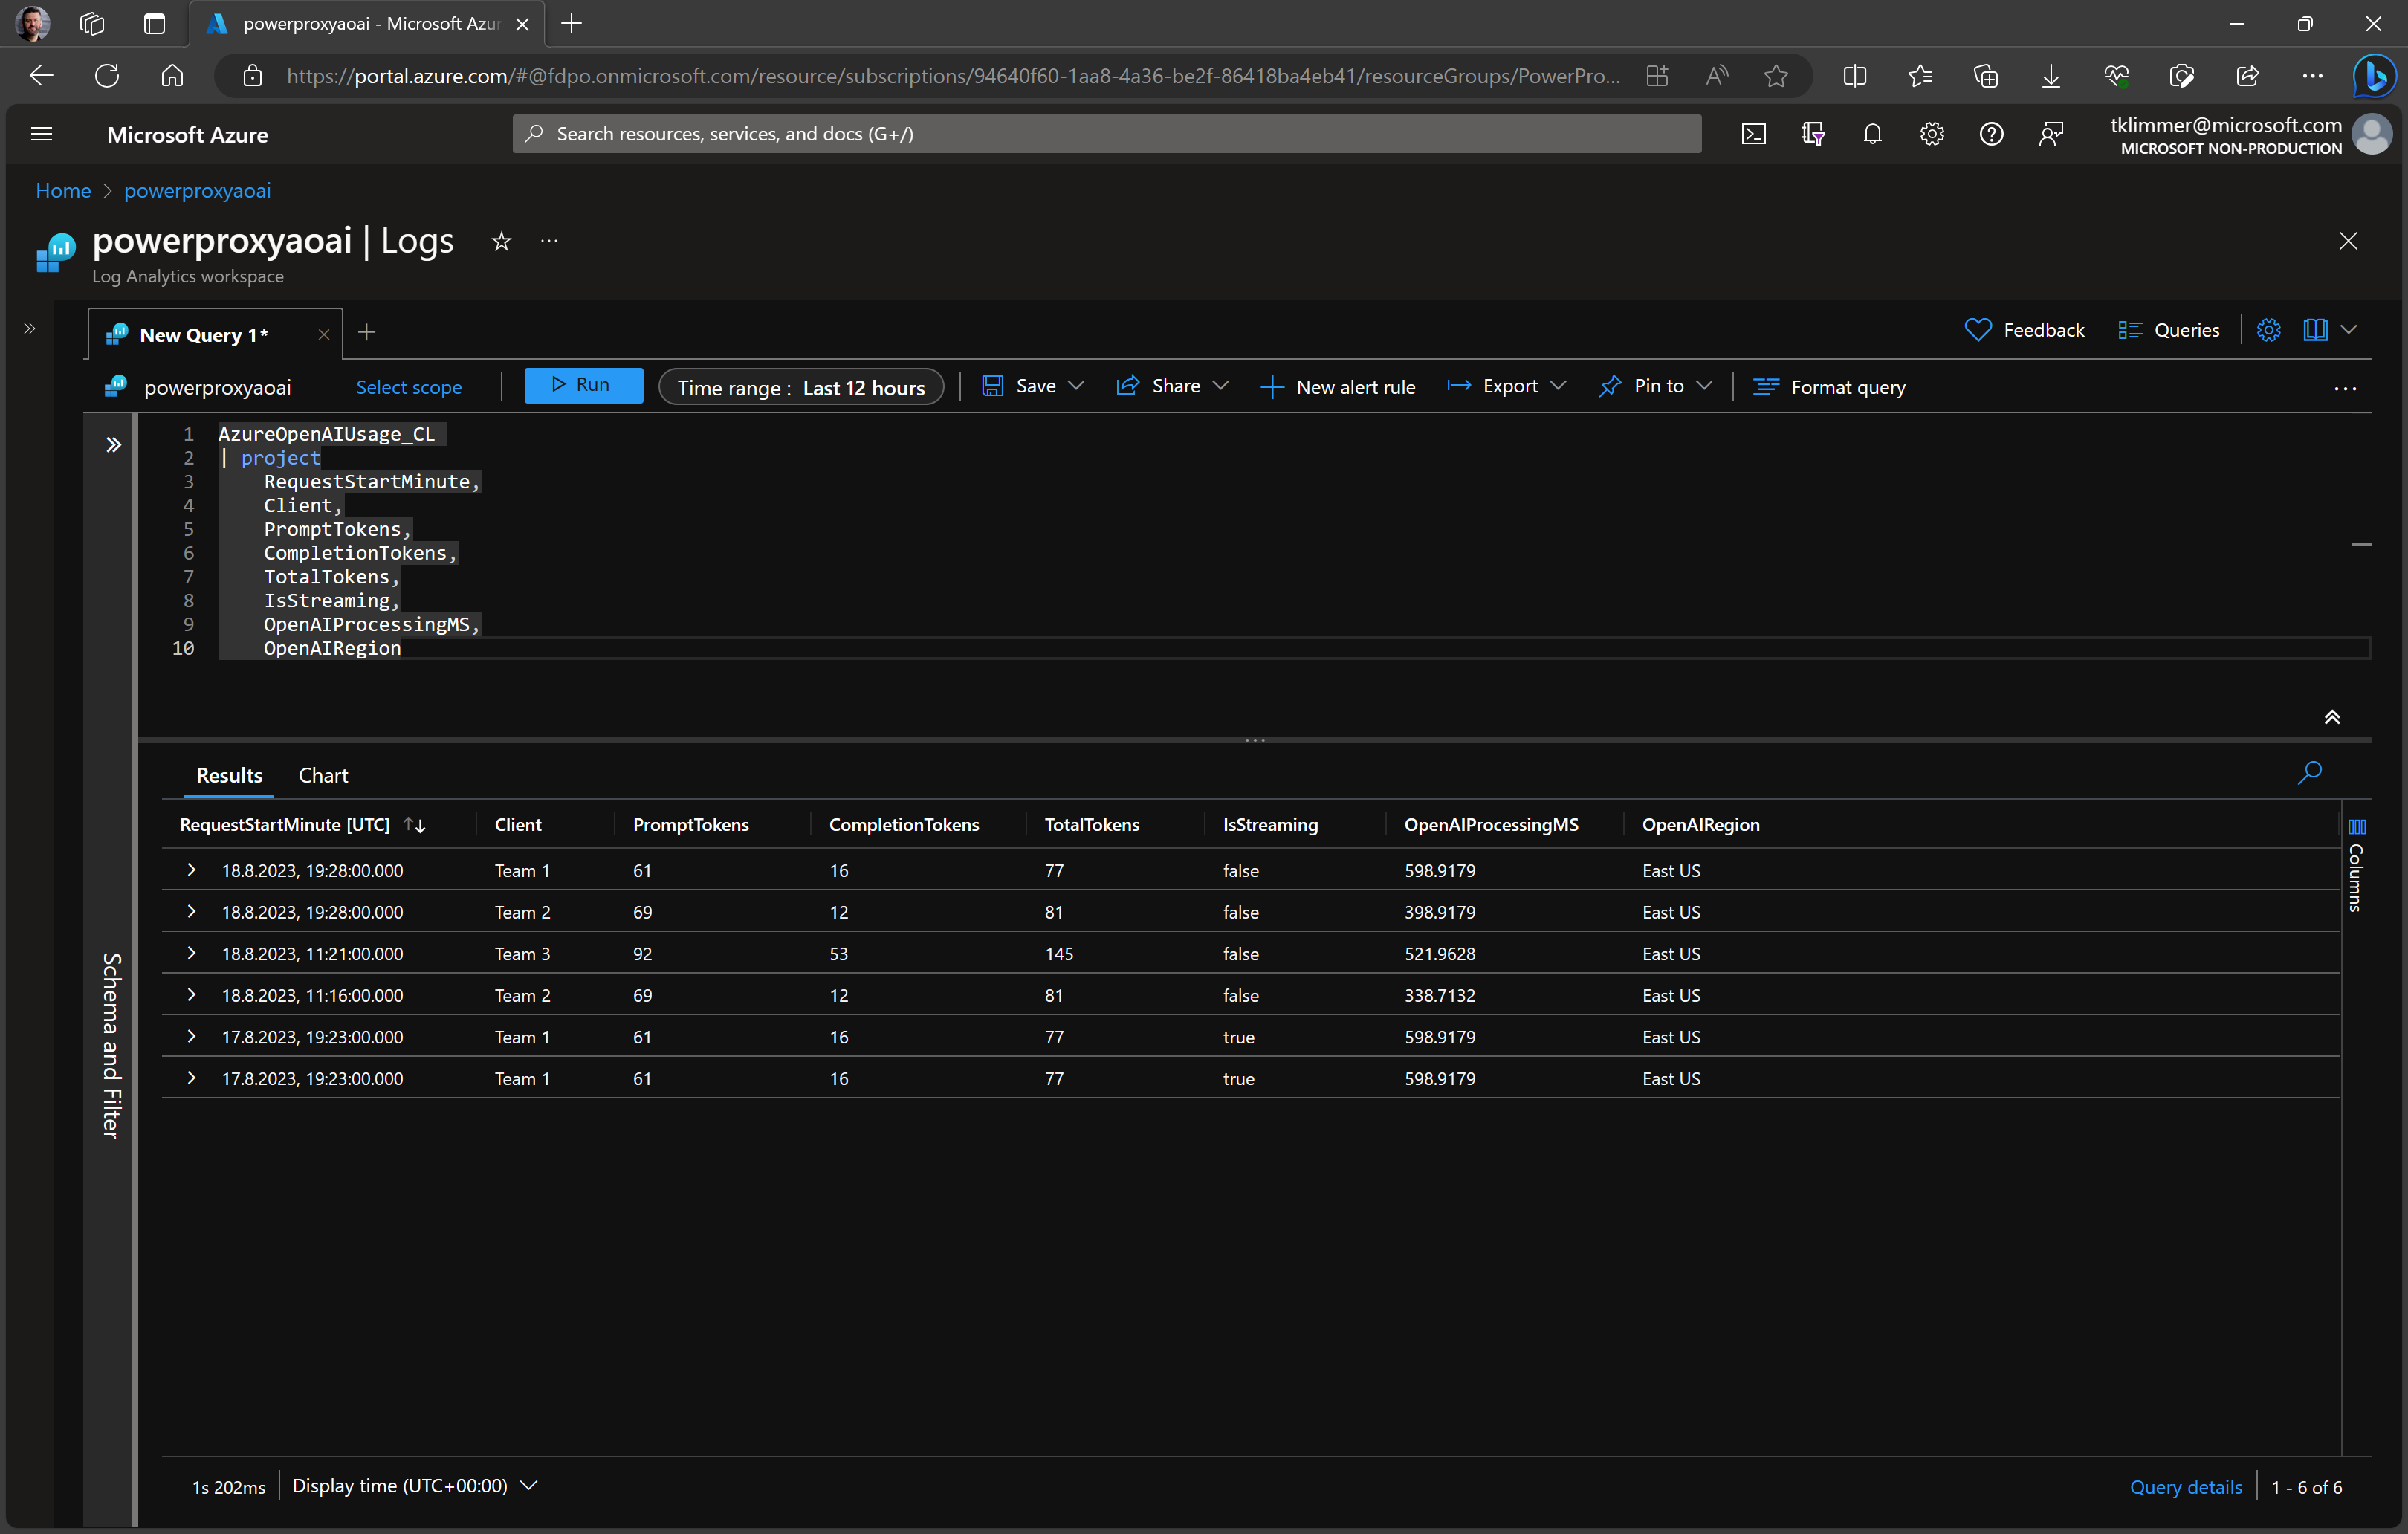 powerproxyaoai - Microsoft Azur
https://portal.azure.com/#@fdpo.onmicrosoft.com/resource/subscriptions/94640f60-1aa8-4a36-be2f-86418ba4eb41/resourceGroups/PowerPro...
Microsoft Azure
Search resources, services, and docs (G+/)
tklimmer@microsoft.com
MICROSOFT NON-PRODUCTION
Home > powerproxyaoai
powerproxyaoai | Logs
Log Analytics workspace
New Query 1*
Feedback Queries
powerproxyaoai Select scope Run Time range : Last 12 hours Save Share New alert rule Export Pin to Format query
1 AzureOpenAIUsage_CL
2 | project
3 RequestStartMinute,
4 Client,
5 PromptTokens,
6 CompletionTokens,
7 TotalTokens,
8 IsStreaming,
9 OpenAIProcessingMS,
10 OpenAIRegion
Schema and Filter
Results Chart
RequestStartMinute [UTC] Client PromptTokens CompletionTokens TotalTokens IsStreaming OpenAIProcessingMS OpenAIRegion
18.8.2023, 19:28:00.000 Team 1 61 16 77 false 598.9179 East US
18.8.2023, 19:28:00.000 Team 2 69 12 81 false 398.9179 East US
18.8.2023, 11:21:00.000 Team 3 92 53 145 false 521.9628 East US
18.8.2023, 11:16:00.000 Team 2 69 12 81 false 338.7132 East US
17.8.2023, 19:23:00.000 Team 1 61 16 77 true 598.9179 East US
17.8.2023, 19:23:00.000 Team 1 61 16 77 true 598.9179 East US
Columns
1s 202ms Display time (UTC+00:00) Query details 1 - 6 of 6